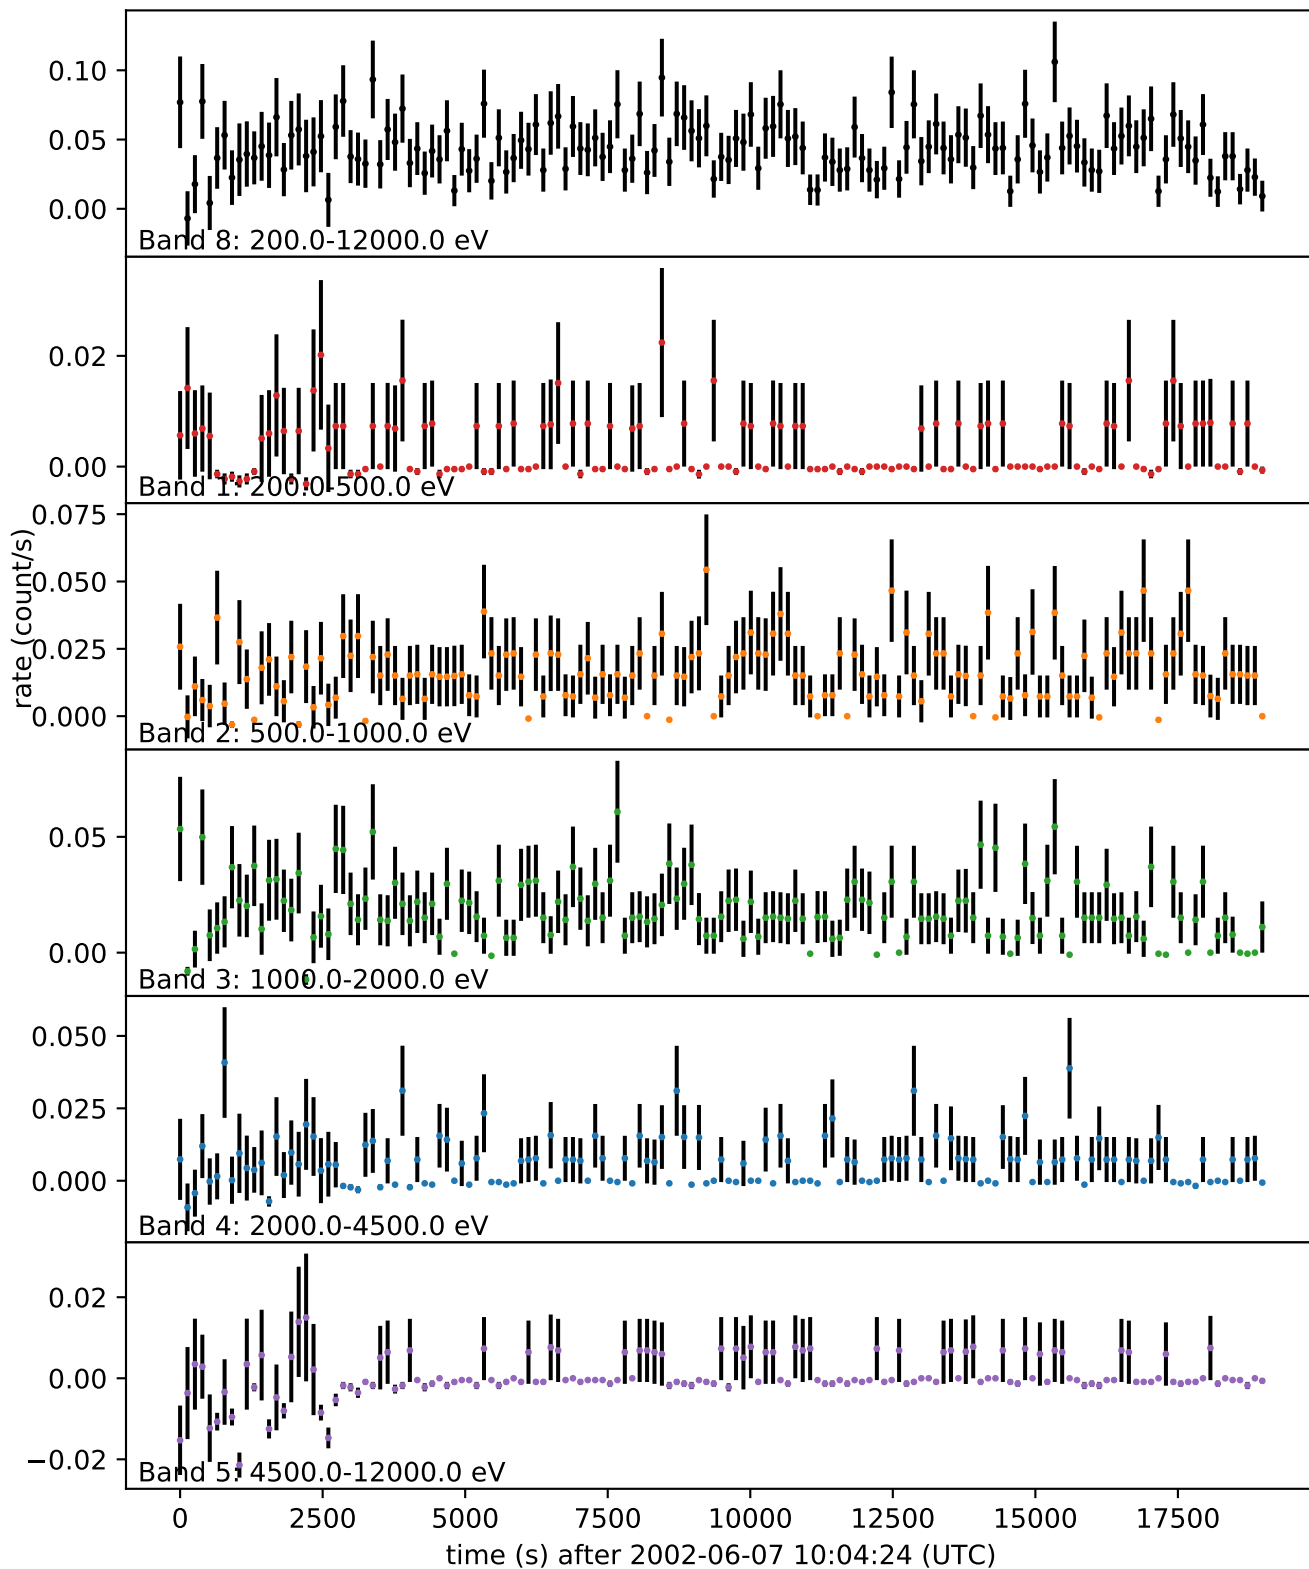 0.10
0.05
0.00
Band 8: 200.0-12000.0 eV
0.02
0.00
Band 1: 200.0-500.0 eV
rate (count/s)
0.075
0.050
0.025
0.000
Band 2: 500.0-1000.0 eV
0.05
0.00
Band 3: 1000.0-2000.0 eV
0.050
0.025
0.000
Band 4: 2000.0-4500.0 eV
0.02
0.00
−0.02
Band 5: 4500.0-12000.0 eV
0 2500 5000 7500 10000 12500 15000 17500
time (s) after 2002-06-07 10:04:24 (UTC)